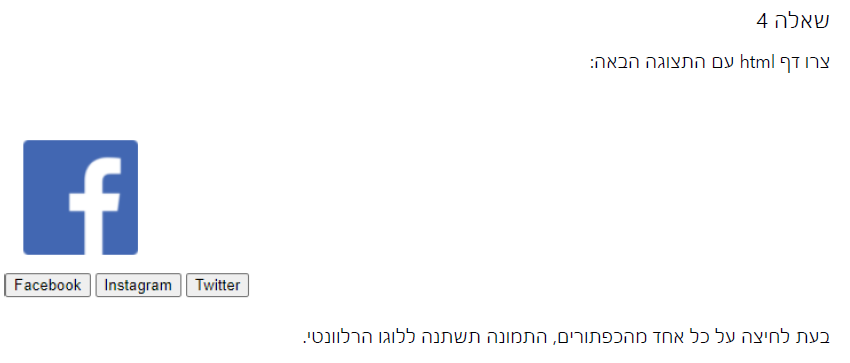 שאלה 4
צרו דף html עם התצוגה הבאה:
f
Facebook Instagram Twitter
בעת לחיצה על כל אחד מהכפתורים, התמונה תשתנה ללוגו הרלוונטי.